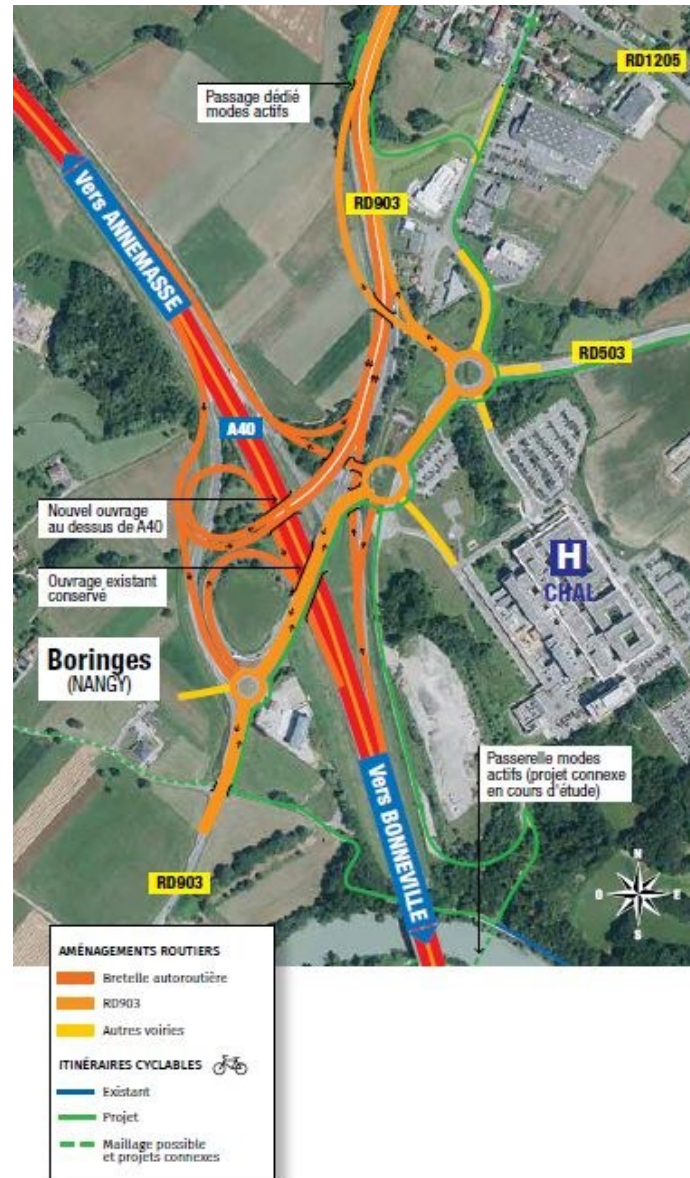 RD1205
Passage dédié
modes actifs
RD903
Vers ANNEMASSE
RD503
A40
Nouvel ouvrage
au dessus de A40
H
CHAL
Ouvrage existant
conservé
Boringes
(NANGY)
Passerelle modes
actifs (projet connexe
en cours d'étude)
Vers BONNEVILLE
N
O
E
S
RD903
AMÉNAGEMENTS ROUTIERS
Bretelle autoroutière
RD903
Autres voiries
ITINÉRAIRES CYCLABLES
Existant
Projet
Maillage possible
et projets connexes